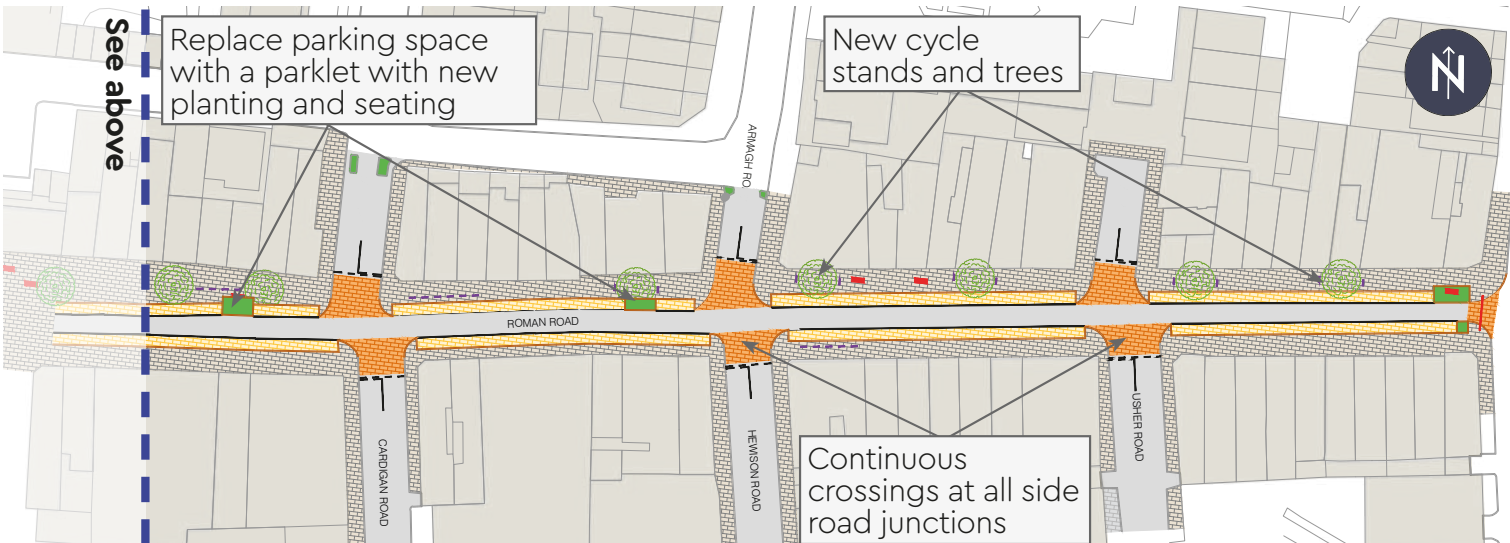 See above
Replace parking space
with a parklet with new
planting and seating
New cycle
stands and trees
N
ARMAGH RO
ROMAN ROAD
CARDIGAN ROAD
HEWISON ROAD
USHER ROAD
Continuous
crossings at all side
road junctions